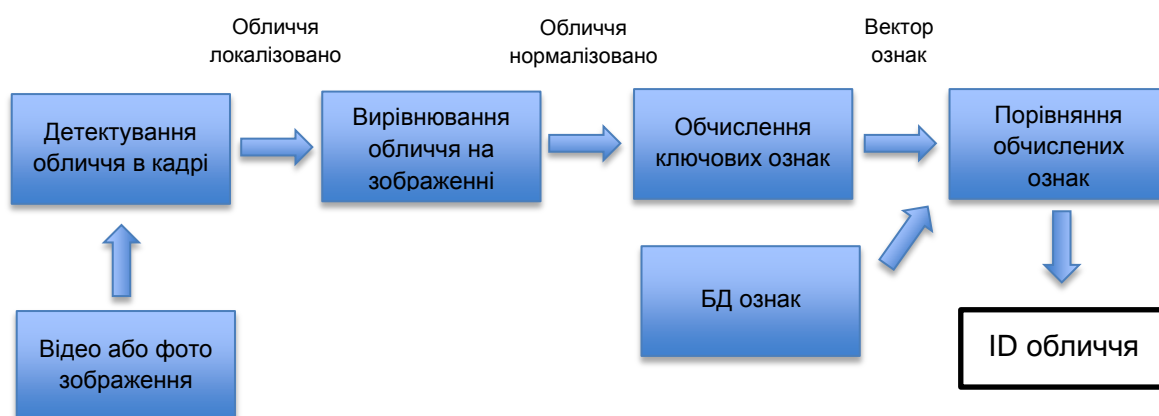 Обличчя
локалізовано
Обличчя
нормалізовано
Вектор
ознак
Детектування
обличчя в кадрі
Вирівнювання
обличчя на
зображенні
Обчислення
ключових ознак
Порівняння
обчислених
ознак
Відео або фото
зображення
БД ознак
ID обличчя